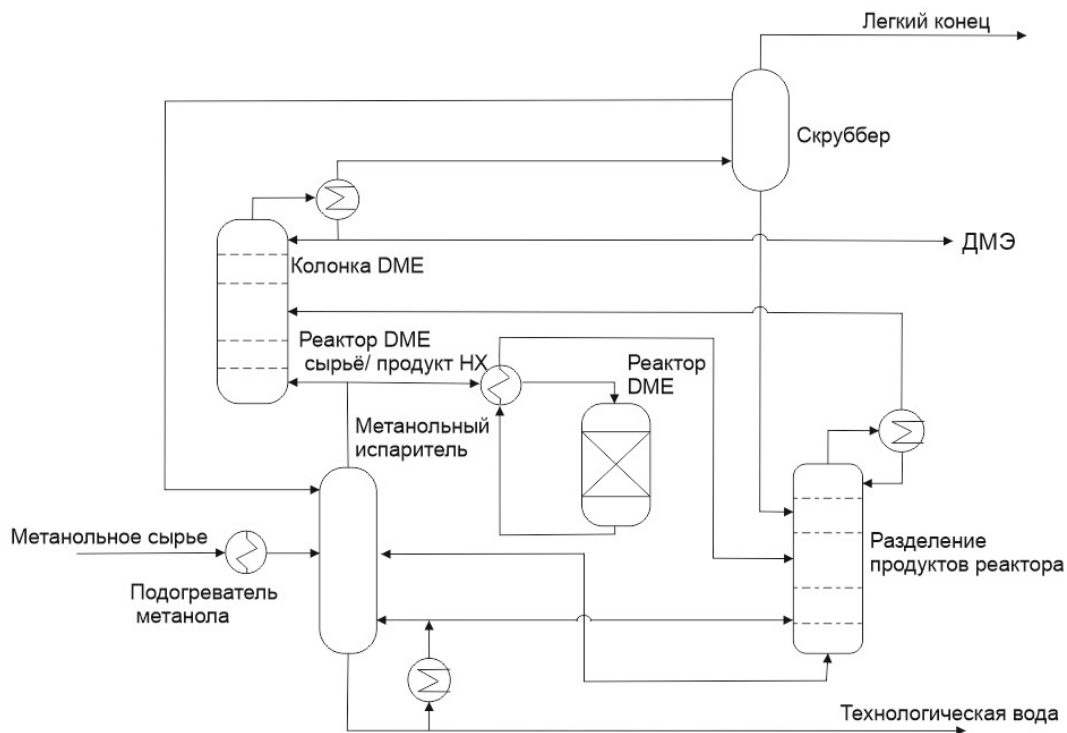 Легкий конец
Скруббер
ДМЭ
Колонка DME
Реактор DME
сырьё/ продукт НХ
Реактор
DME
Метанольный
испаритель
Метанольное сырье
Подогреватель
метанола
Разделение
продуктов реактора
Технологическая вода